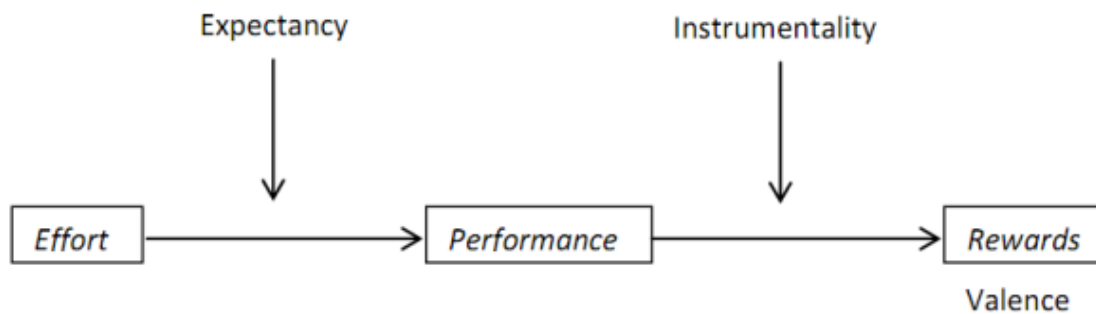 Expectancy
Instrumentality
Effort
Performance
Rewards
Valence